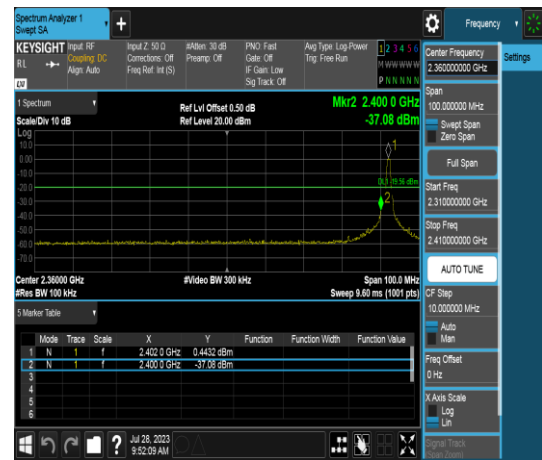 Spectrum Analyzer 1
Swept SA
+
Frequency
KEYSIGHT
Input: RF
Coupling: DC
Align: Auto
Input Z: 50 Ω
Corrections: Off
Freq Ref: Int (S)
#Atten: 30 dB
Preamp: Off
PNO: Fast
Gate: Off
IF Gain: Low
Sig Track: Off
Avg Type: Log-Power
Trig: Free Run
1 2 3 4 5 6
M W W W W W
P N N N N N
RL
Center Frequency
2.360000000 GHz
Settings
Span
100.000000 MHz
Swept Span
Zero Span
Full Span
Start Freq
2.310000000 GHz
Stop Freq
2.410000000 GHz
AUTO TUNE
CF Step
10.000000 MHz
Auto
Man
Freq Offset
0 Hz
X Axis Scale
Log
Lin
Signal Track
(Span Zoom)
1 Spectrum
Scale/Div 10 dB
Ref Lvl Offset 0.50 dB
Ref Level 20.00 dBm
Mkr2 2.400 0 GHz
-37.08 dBm
Log
10.0
0.00
-10.0
-20.0
-30.0
-40.0
-50.0
-60.0
-70.0
1
DL1 -19.56 dBm
2
Center 2.36000 GHz
#Res BW 100 kHz
#Video BW 300 kHz
Span 100.0 MHz
Sweep 9.60 ms (1001 pts)
5 Marker Table
Mode Trace Scale X Y Function Function Width Function Value
1 N 1 f 2.402 0 GHz 0.4432 dBm
2 N 1 f 2.400 0 GHz -37.08 dBm
3
4
5
6
?
Jul 28, 2023
9:52:09 AM